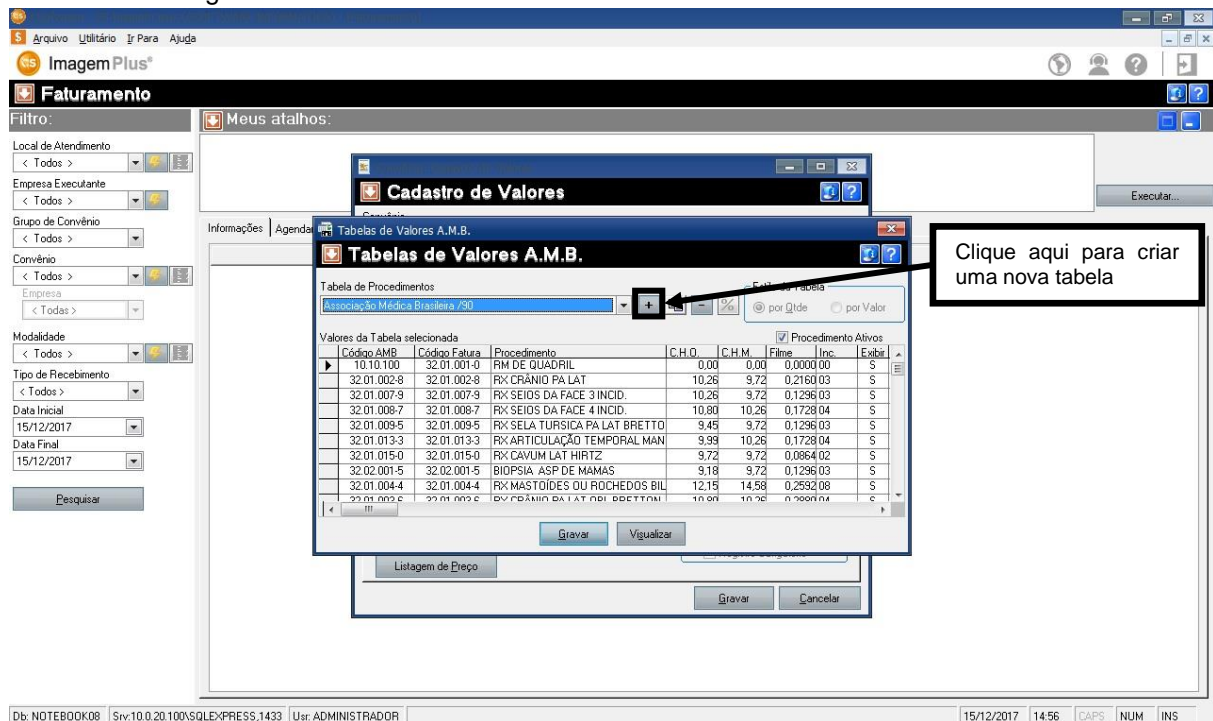 Arquivo Utilitário Ir Para Ajuda
ImagemPlus®
Faturamento
Filtro:
Meus atalhos:
Local de Atendimento
< Todos >
Empresa Executante
< Todos >
Grupo de Convênio
< Todos >
Convênio
< Todos >
Empresa
< Todas >
Modalidade
< Todos >
Tipo de Recebimento
< Todos >
Data Inicial
15/12/2017
Data Final
15/12/2017
Pesquisar
Executar...
Informações
Cadastro de Valores
Tabelas de Valores A.M.B.
Tabelas de Valores A.M.B.
Tabela de Procedimentos
Associação Médica Brasileira /90
+ - %
por Qtde por Valor
Valores da Tabela selecionada
Procedimento Ativos
Código AMB Código Fatura Procedimento C.H.O. C.H.M. Filme Inc. Exibir
10.10.100 32.01.001-0 RM DE QUADRIL 0,00 0,00 0,0000 00 S
32.01.002-8 32.01.002-8 RX CRÂNIO PA LAT 10,26 9,72 0,2160 03 S
32.01.007-9 32.01.007-9 RX SEIOS DA FACE 3 INCID. 10,26 9,72 0,1296 03 S
32.01.008-7 32.01.008-7 RX SEIOS DA FACE 4 INCID. 10,80 10,26 0,1728 04 S
32.01.009-5 32.01.009-5 RX SELA TURSICA PA LAT BRETTO 9,45 9,72 0,1296 03 S
32.01.013-3 32.01.013-3 RX ARTICULAÇÃO TEMPORAL MAN 9,99 10,26 0,1728 04 S
32.01.015-0 32.01.015-0 RX CAVUM LAT HIRTZ 9,72 9,72 0,0864 02 S
32.02.001-5 32.02.001-5 BIOPSIA ASP DE MAMAS 9,18 9,72 0,1296 03 S
32.01.004-4 32.01.004-4 RX MASTOÍDES OU ROCHEDOS BIL 12,15 14,58 0,2592 08 S
Gravar Visualizar
Listagem de Preço
Gravar Cancelar
Clique aqui para criar
uma nova tabela
Db: NOTEBOOK08 Srv:10.0.20.100\SQLEXPRESS,1433 Usr: ADMINISTRADOR 15/12/2017 14:56 CAPS NUM INS